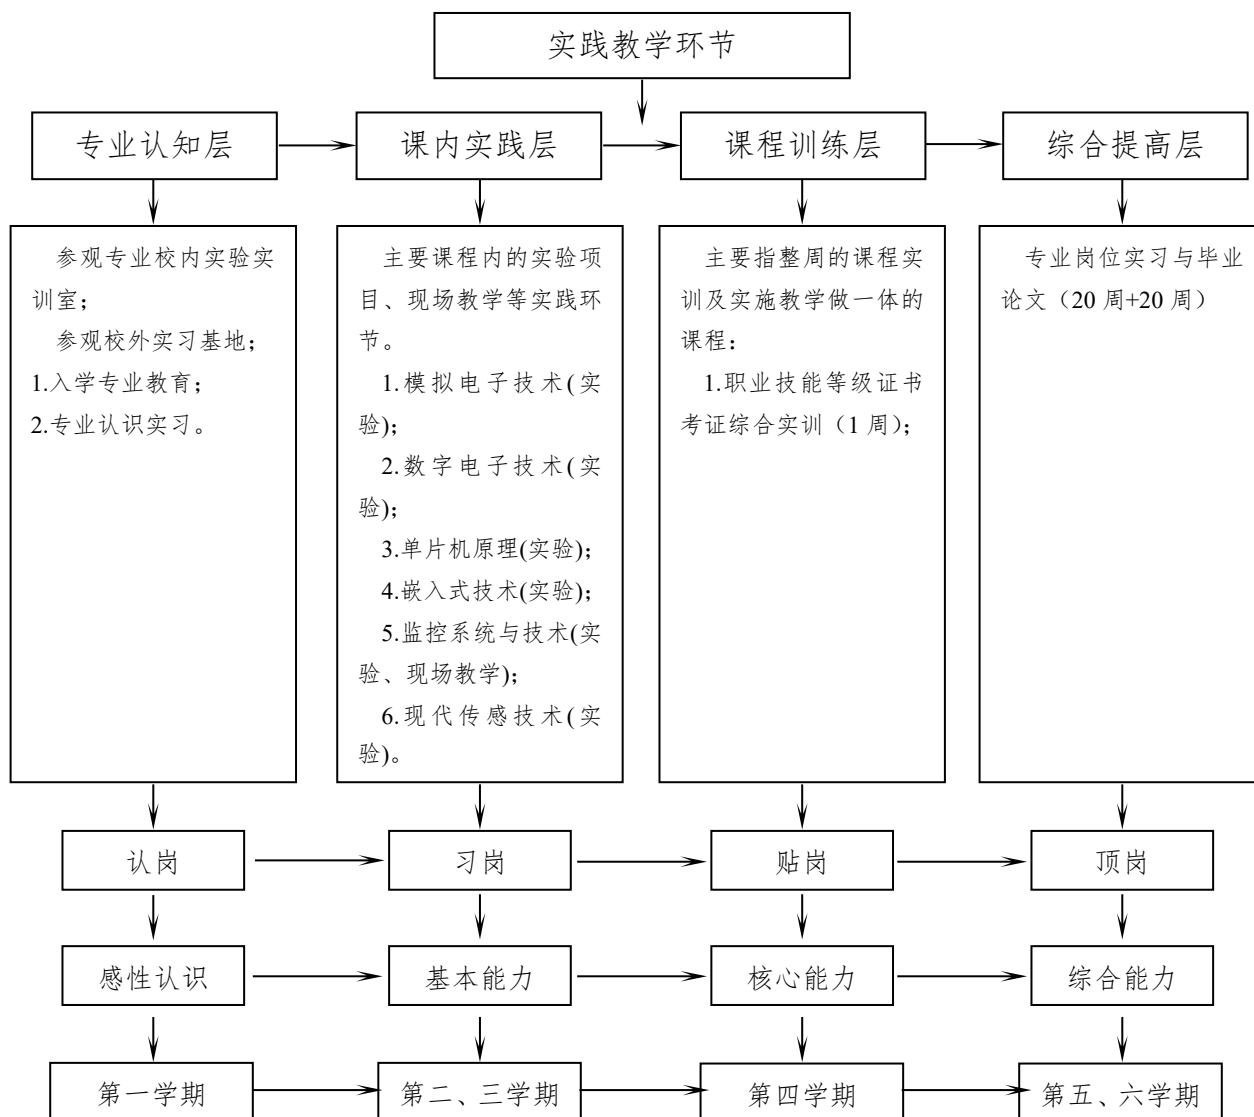 实践教学环节
专业认知层
课内实践层
课程训练层
综合提高层
参观专业校内实验实
训室；
参观校外实习基地；
1.入学专业教育；
2.专业认识实习。
主要课程内的实验项
目、现场教学等实践环
节。
1.模拟电子技术(实
验)；
2.数字电子技术(实
验)；
3.单片机原理(实验)；
4.嵌入式技术(实验)；
5.监控系统与技术(实
验、现场教学)；
6.现代传感技术(实
验)。
主要指整周的课程实
训及实施教学做一体的
课程：
1.职业技能等级证书
考证综合实训（1周）；
专业岗位实习与毕业
论文（20周+20周）
认岗
习岗
贴岗
顶岗
感性认识
基本能力
核心能力
综合能力
第一学期
第二、三学期
第四学期
第五、六学期